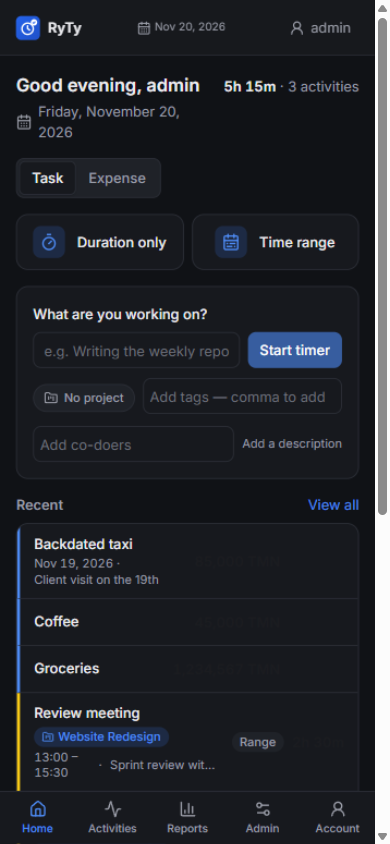 RyTy
Nov 20, 2026
admin
Good evening, admin
5h 15m · 3 activities
Friday, November 20,
2026
Task
Expense
Duration only
Time range
What are you working on?
e.g. Writing the weekly repo
Start timer
No project
Add tags — comma to add
Add co-doers
Add a description
Recent
View all
Backdated taxi
Nov 19, 2026 ·
Client visit on the 19th
Coffee
Groceries
Review meeting
Website Redesign
Range
13:00 –
15:30
· Sprint review wit...
Home
Activities
Reports
Admin
Account